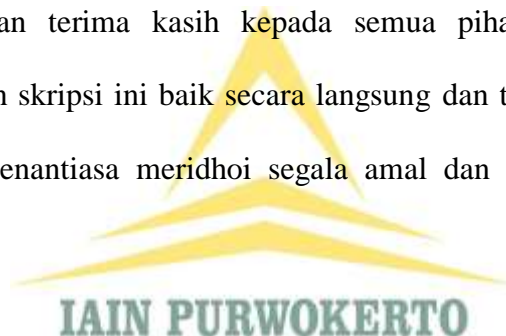 an terima kasih kepada semua piha
skripsi ini baik secara langsung dan t
enantiasa meridhoi segala amal dan
IAIN PURWOKERTO